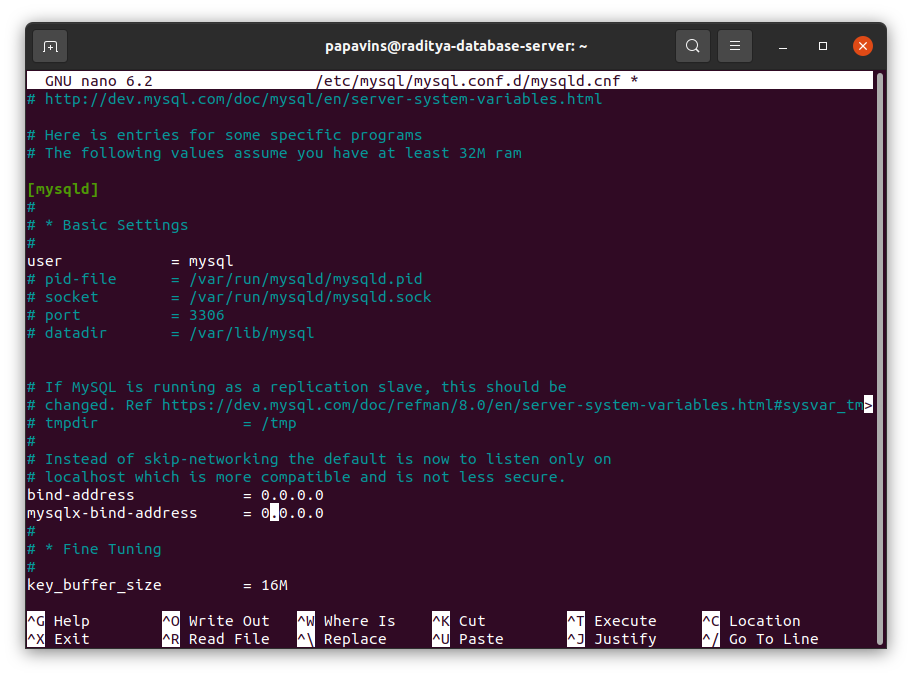 papavins@raditya-database-server: ~
GNU nano 6.2 /etc/mysql/mysql.conf.d/mysqld.cnf *
# http://dev.mysql.com/doc/mysql/en/server-system-variables.html
# Here is entries for some specific programs
# The following values assume you have at least 32M ram
[mysqld]
#
# * Basic Settings
#
user = mysql
# pid-file = /var/run/mysqld/mysqld.pid
# socket = /var/run/mysqld/mysqld.sock
# port = 3306
# datadir = /var/lib/mysql
# If MySQL is running as a replication slave, this should be
# changed. Ref https://dev.mysql.com/doc/refman/8.0/en/server-system-variables.html#sysvar_tm>
# tmpdir = /tmp
#
# Instead of skip-networking the default is now to listen only on
# localhost which is more compatible and is not less secure.
bind-address = 0.0.0.0
mysqlx-bind-address = 0.0.0.0
#
# * Fine Tuning
#
key_buffer_size = 16M
^G Help ^O Write Out ^W Where Is ^K Cut ^T Execute ^C Location
^X Exit ^R Read File ^\ Replace ^U Paste ^J Justify ^/ Go To Line